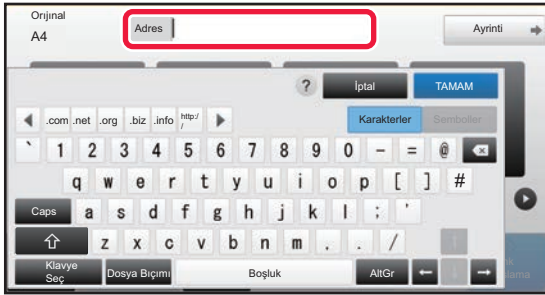 Orijinal
A4
Adres
Ayrinti
?
İptal
TAMAM
.com .net .org .biz .info http:/
/
Karakterler
Semboller
` 1 2 3 4 5 6 7 8 9 0 - = @
q w e r t y u i o p [ ] #
Caps a s d f g h j k l ; '
z x c v b n m . . /
Klavye
Seç
Dosya Bıçımı
Boşluk
AltGr